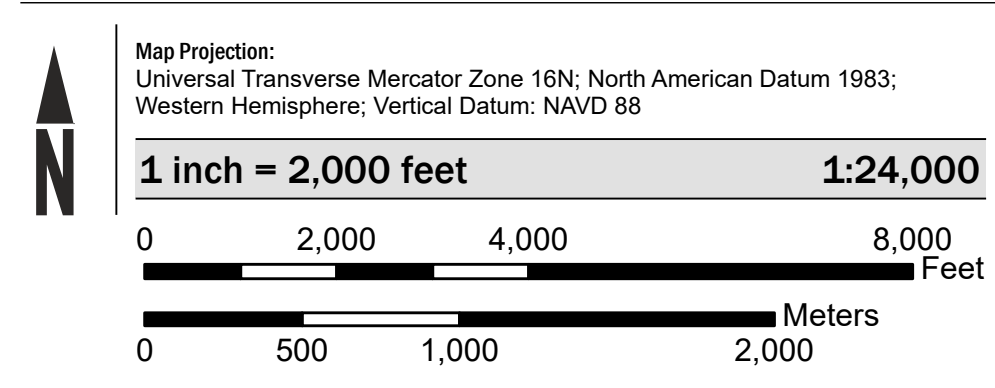 Map Projection:
Universal Transverse Mercator Zone 16N; North American Datum 1983;
Western Hemisphere; Vertical Datum: NAVD 88
N
1 inch = 2,000 feet 1:24,000
0 2,000 4,000 8,000
Feet
Meters
0 500 1,000 2,000